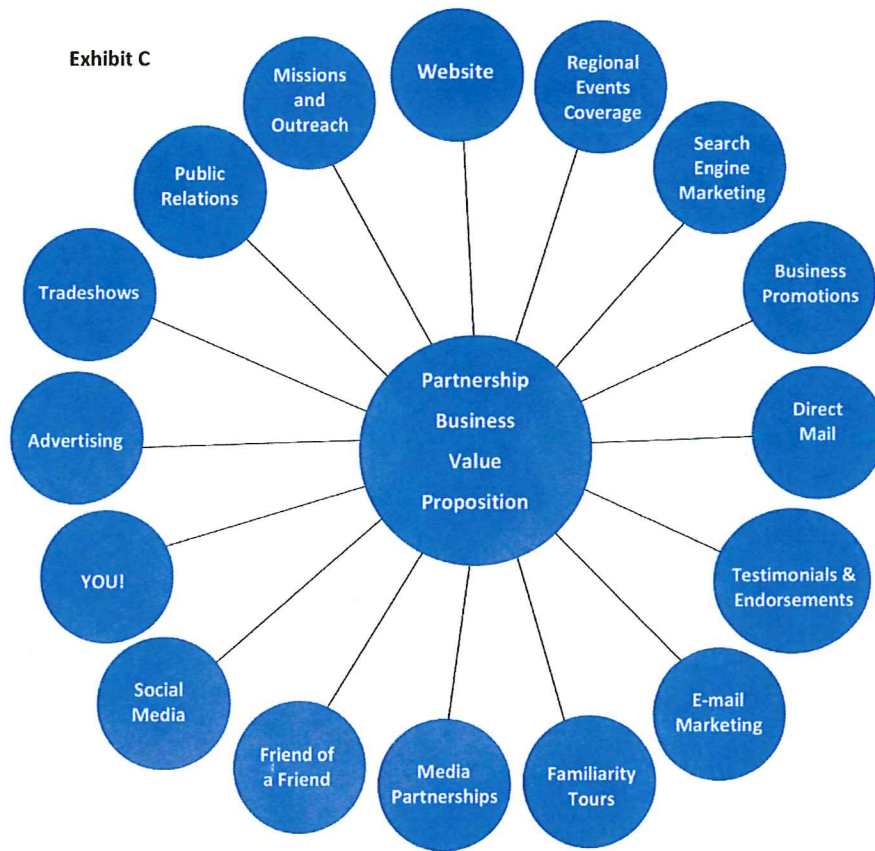 Exhibit C
Website
Regional
Events
Coverage
Search
Engine
Marketing
Business
Promotions
Direct
Mail
Testimonials &
Endorsements
E-mail
Marketing
Familiarity
Tours
Media
Partnerships
Friend of
a Friend
Social
Media
YOU!
Advertising
Tradeshows
Public
Relations
Missions
and
Outreach
Partnership
Business
Value
Proposition